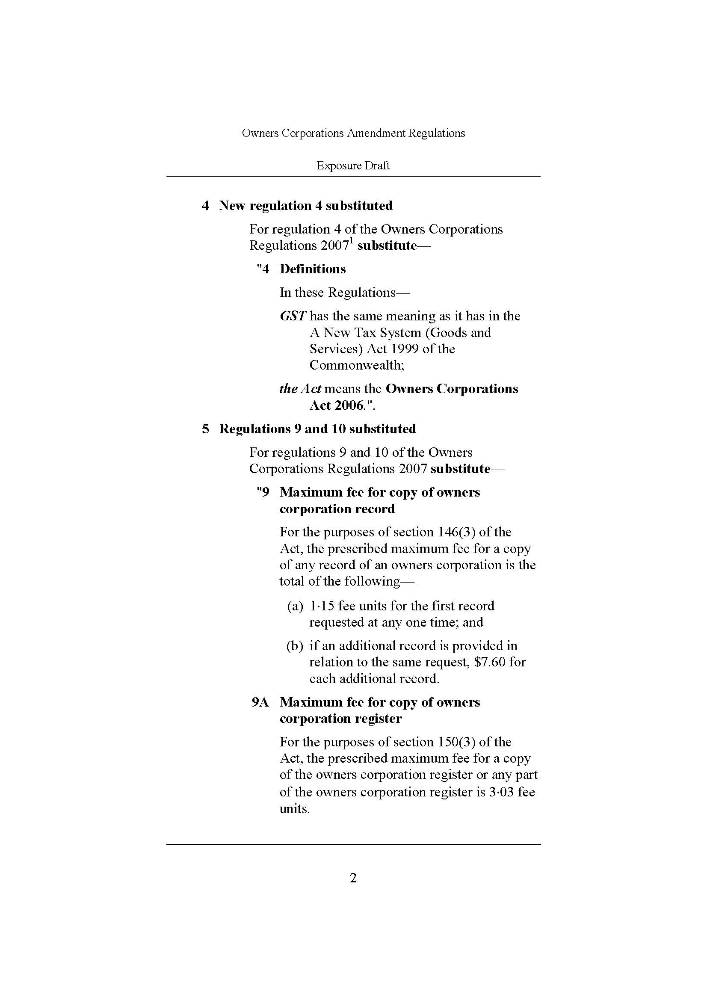 Owners Corporations Amendment Regulations
Exposure Draft
4 New regulation 4 substituted
For regulation 4 of the Owners Corporations
Regulations 2007¹ substitute—
"4 Definitions
In these Regulations—
GST has the same meaning as it has in the
A New Tax System (Goods and
Services) Act 1999 of the
Commonwealth;
the Act means the Owners Corporations
Act 2006.".
5 Regulations 9 and 10 substituted
For regulations 9 and 10 of the Owners
Corporations Regulations 2007 substitute—
"9 Maximum fee for copy of owners
corporation record
For the purposes of section 146(3) of the
Act, the prescribed maximum fee for a copy
of any record of an owners corporation is the
total of the following—
(a) 1·15 fee units for the first record
requested at any one time; and
(b) if an additional record is provided in
relation to the same request, $7.60 for
each additional record.
9A Maximum fee for copy of owners
corporation register
For the purposes of section 150(3) of the
Act, the prescribed maximum fee for a copy
of the owners corporation register or any part
of the owners corporation register is 3·03 fee
units.
2